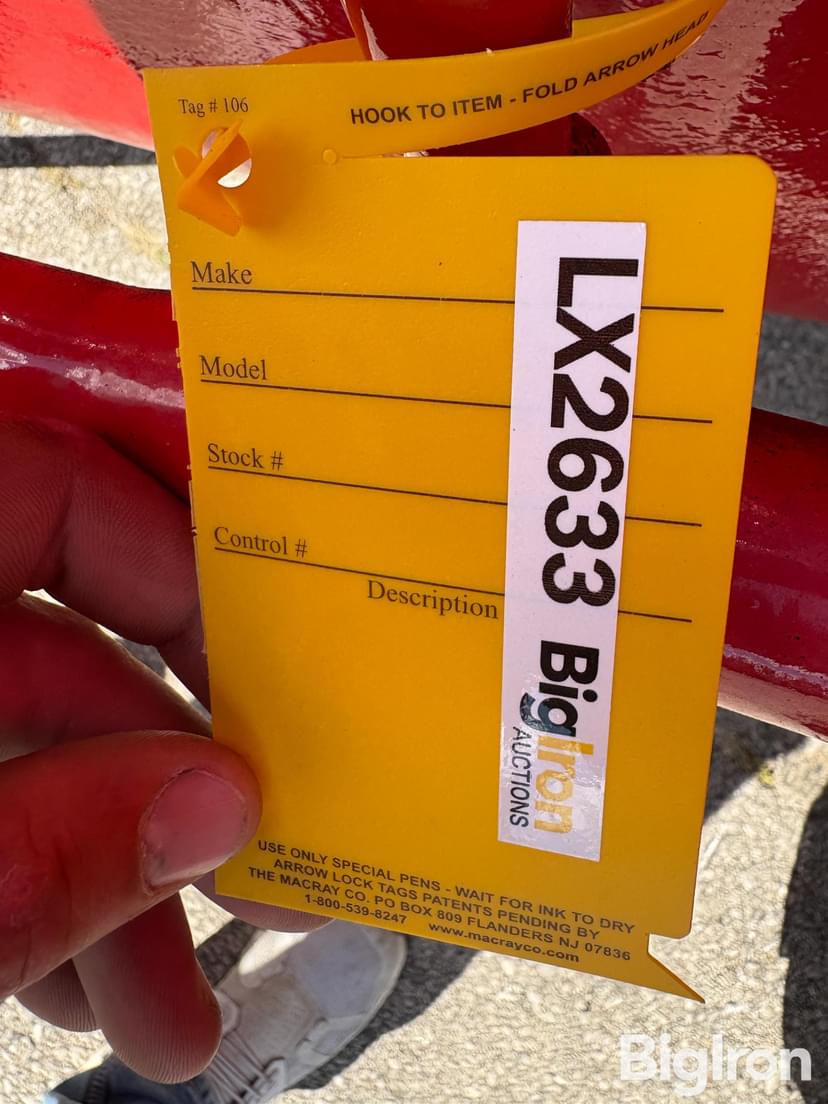 Tag # 106
HOOK TO ITEM - FOLD ARROW HEAD
Make
Model
Stock #
Control #
Description
LX2633 BigIron
AUCTIONS
USE ONLY SPECIAL PENS - WAIT FOR INK TO DRY
ARROW LOCK TAGS PATENTS PENDING BY
THE MACRAY CO. PO BOX 809 FLANDERS NJ 07836
1-800-539-8247 www.macrayco.com
BigIron